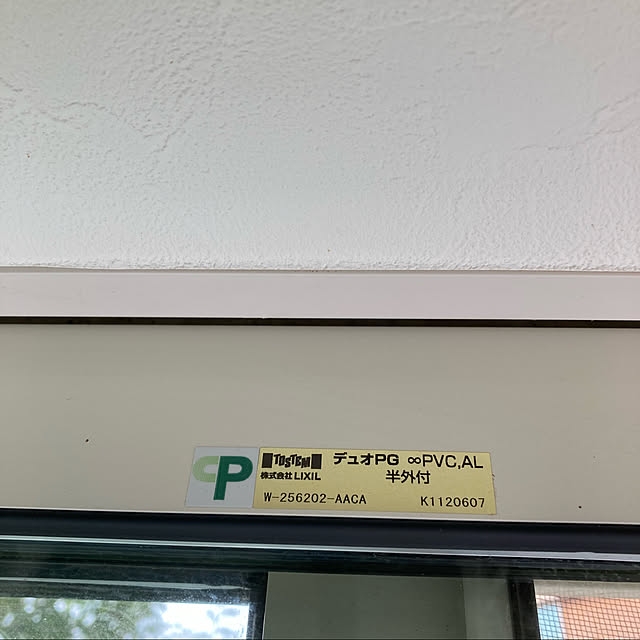 CP
TOSTEM デュオPG ∞PVC,AL
株式会社 LIXIL 半外付
W-256202-AACA K1120607